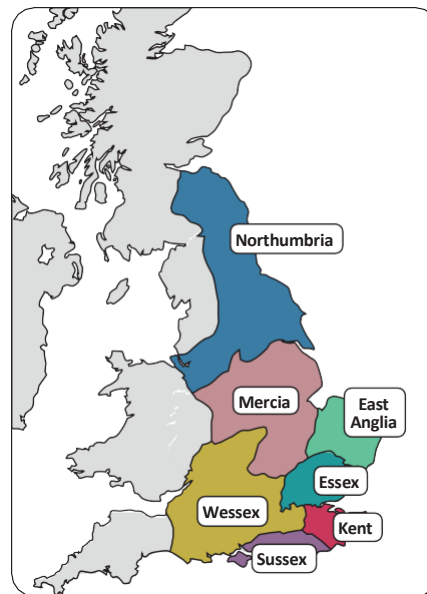 Northumbria
Mercia
East
Anglia
Essex
Wessex
Kent
Sussex